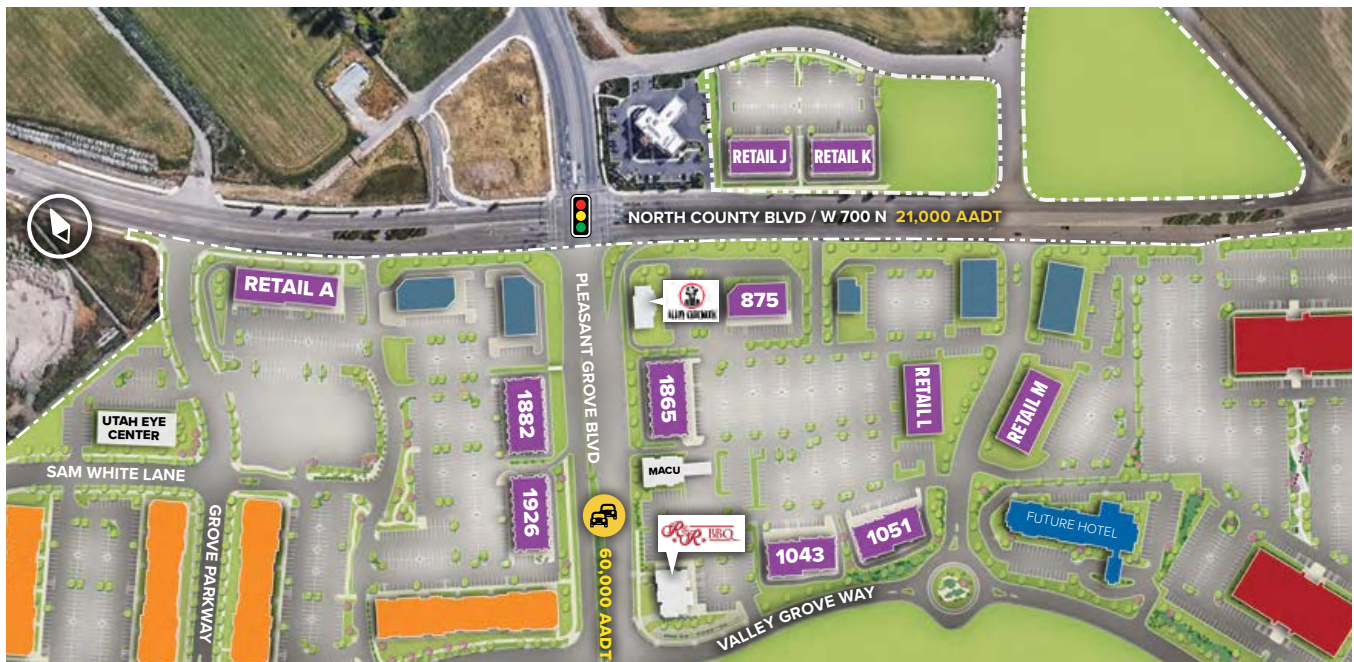 RETAIL J
RETAIL K
NORTH COUNTY BLVD / W 700 N 21,000 AADT
RETAIL A
PLEASANT GROVE BLVD
875
1865
1882
RETAIL L
RETAIL M
UTAH EYE
CENTER
MACU
SAM WHITE LANE
1926
GROVE PARKWAY
R&R BBQ
1043
1051
FUTURE HOTEL
60,000 AADT
VALLEY GROVE WAY